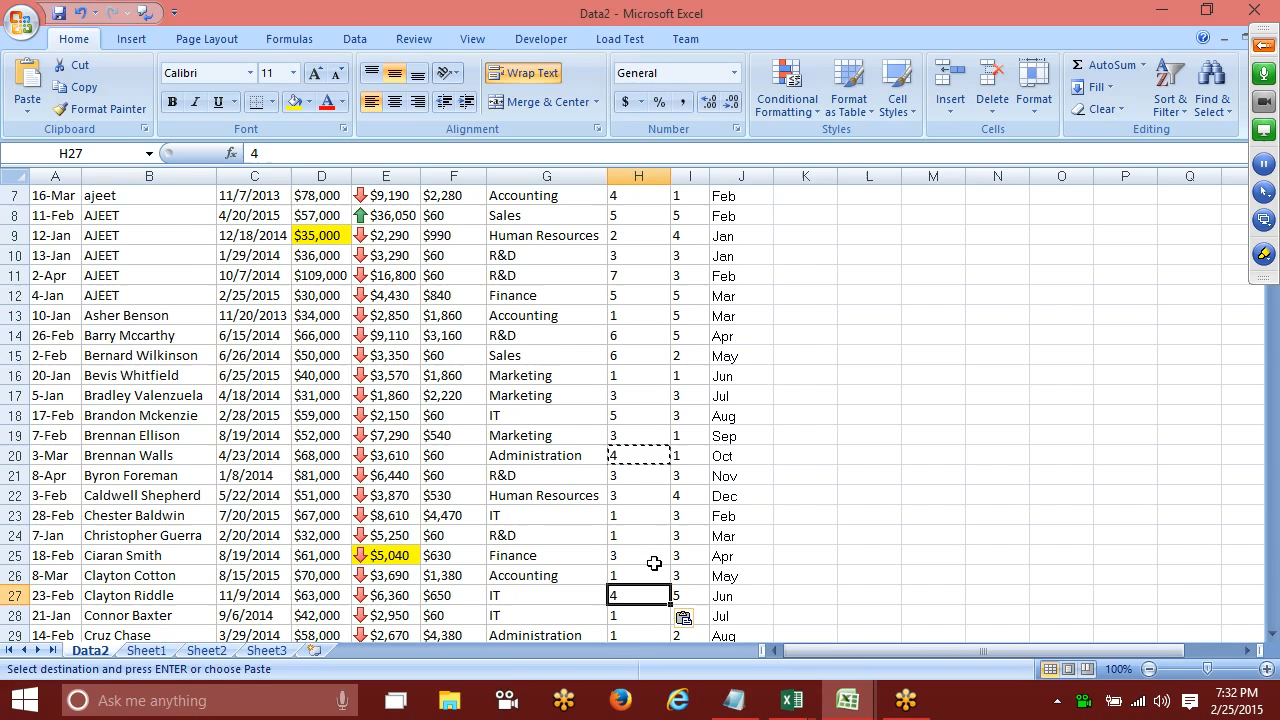 Data2 - Microsoft Excel
Home Insert Page Layout Formulas Data Review View Developer Load Test Team
Paste Cut Copy Format Painter Clipboard
Calibri 11 A A B I U A Font
Wrap Text Merge & Center Alignment
General $ % , Number
Conditional Formatting Format as Table Cell Styles Styles
Insert Delete Format Cells
AutoSum Fill Clear Sort & Filter Find & Select Editing
H27 fx 4
A B C D E F G H I J K L M N O P Q
7 16-Mar ajeet 11/7/2013 $78,000 $9,190 $2,280 Accounting 4 1 Feb
8 11-Feb AJEET 4/20/2015 $57,000 $36,050 $60 Sales 5 5 Feb
9 12-Jan AJEET 12/18/2014 $35,000 $2,290 $990 Human Resources 2 4 Jan
10 13-Jan AJEET 1/29/2014 $36,000 $3,290 $60 R&D 3 3 Jan
11 2-Apr AJEET 10/7/2014 $109,000 $16,800 $60 R&D 7 3 Feb
12 4-Jan AJEET 2/25/2015 $30,000 $4,430 $840 Finance 5 5 Mar
13 10-Jan Asher Benson 11/20/2013 $34,000 $2,850 $1,860 Accounting 1 5 Mar
14 26-Feb Barry Mccarthy 6/15/2014 $66,000 $9,110 $3,160 R&D 6 5 Apr
15 2-Feb Bernard Wilkinson 6/26/2014 $50,000 $3,350 $60 Sales 6 2 May
16 20-Jan Bevis Whitfield 6/25/2015 $40,000 $3,570 $1,860 Marketing 1 1 Jun
17 5-Jan Bradley Valenzuela 4/18/2014 $31,000 $1,860 $2,220 Marketing 3 3 Jul
18 17-Feb Brandon Mckenzie 2/28/2015 $59,000 $2,150 $60 IT 5 3 Aug
19 7-Feb Brennan Ellison 8/19/2014 $52,000 $7,290 $540 Marketing 3 1 Sep
20 3-Mar Brennan Walls 4/23/2014 $68,000 $3,610 $60 Administration 4 1 Oct
21 8-Apr Byron Foreman 1/8/2014 $81,000 $6,440 $60 R&D 3 3 Nov
22 3-Feb Caldwell Shepherd 5/22/2014 $51,000 $3,870 $530 Human Resources 3 4 Dec
23 28-Feb Chester Baldwin 7/20/2015 $67,000 $8,610 $4,470 IT 1 3 Feb
24 7-Jan Christopher Guerra 2/20/2014 $32,000 $5,250 $60 R&D 1 3 Mar
25 18-Feb Ciaran Smith 8/19/2014 $61,000 $5,040 $630 Finance 3 3 Apr
26 8-Mar Clayton Cotton 8/15/2015 $70,000 $3,690 $1,380 Accounting 1 3 May
27 23-Feb Clayton Riddle 11/9/2014 $63,000 $6,360 $650 IT 4 5 Jun
28 21-Jan Connor Baxter 9/6/2014 $42,000 $2,950 $60 IT 1 Jul
29 14-Feb Cruz Chase 3/29/2014 $58,000 $2,670 $4,380 Administration 1 2 Aug
Data2 Sheet1 Sheet2 Sheet3
Select destination and press ENTER or choose Paste 100%
Ask me anything
7:32 PM
2/25/2015